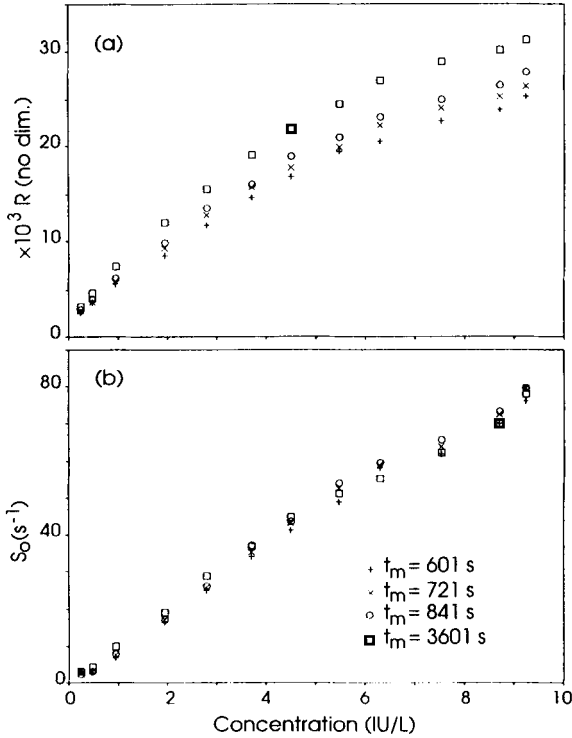 (a)
30
20
10
0
×10³ R (no dim.)
(b)
80
40
0
S₀(s⁻¹)
+ tₘ = 601 s
× tₘ = 721 s
○ tₘ = 841 s
□ tₘ = 3601 s
0 2 4 6 8 10
Concentration (IU/L)